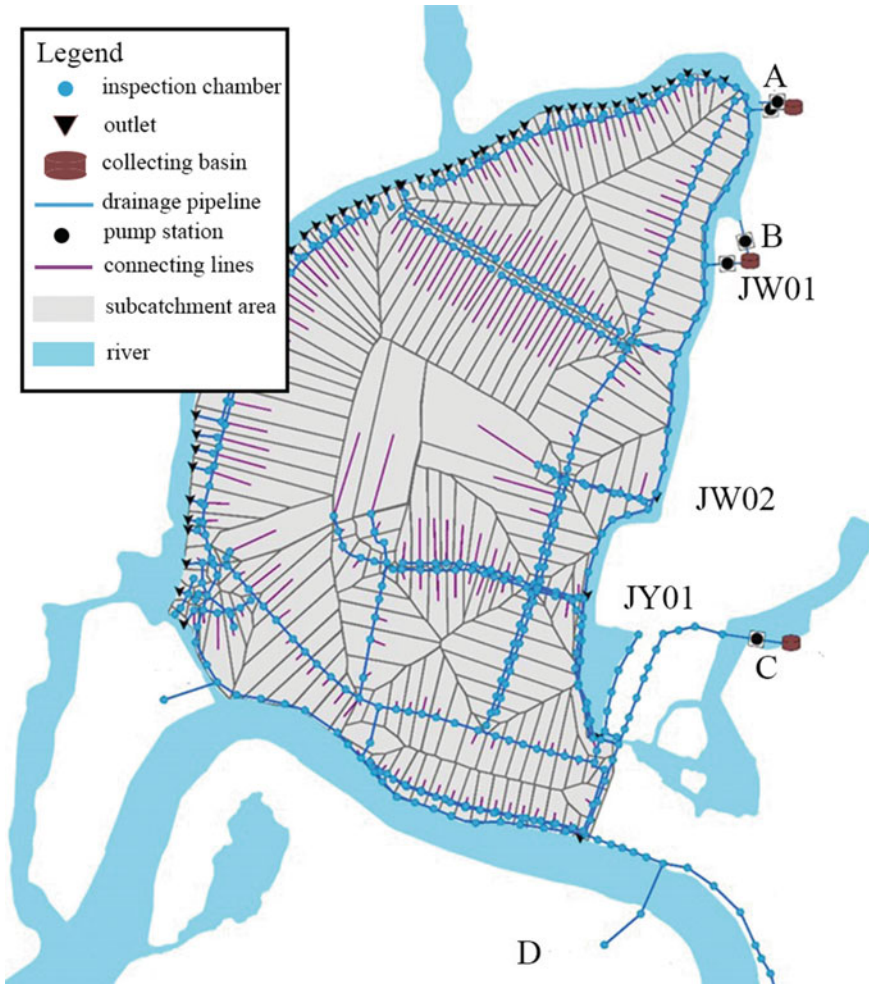 Legend
inspection chamber
outlet
collecting basin
drainage pipeline
pump station
connecting lines
subcatchment area
river
A
B
JW01
JW02
JY01
C
D